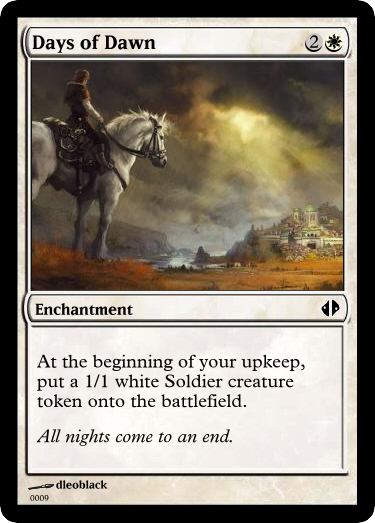 Days of Dawn 2
Enchantment
At the beginning of your upkeep,
put a 1/1 white Soldier creature
token onto the battlefield.
All nights come to an end.
dleoblack
0009